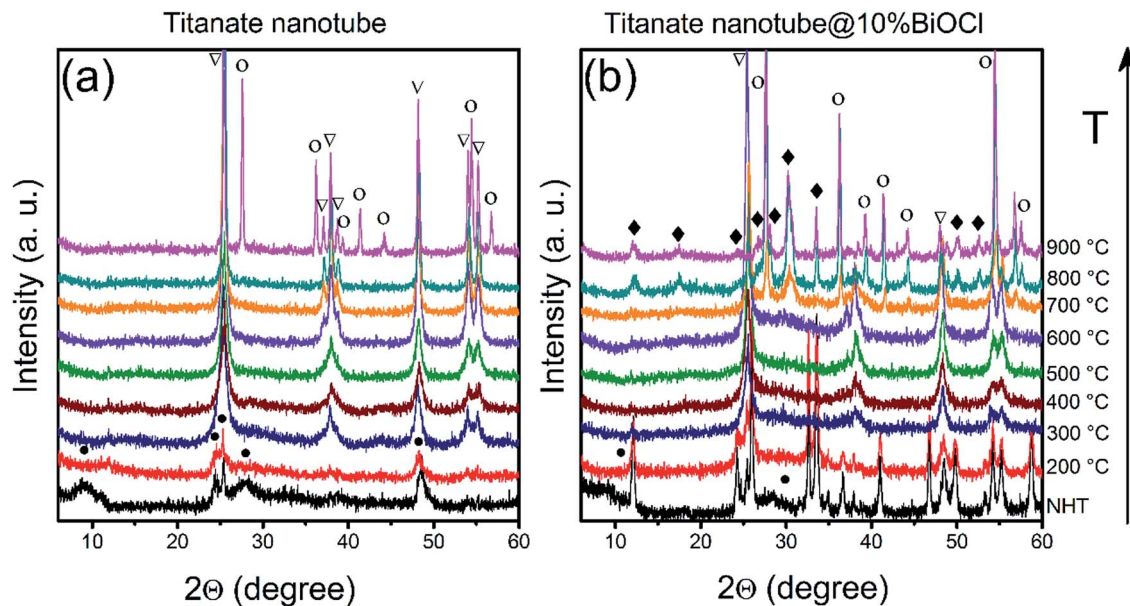 Titanate nanotube
Titanate nanotube@10%BiOCl
(a)
(b)
T
Intensity (a. u.)
Intensity (a. u.)
900 °C
800 °C
700 °C
600 °C
500 °C
400 °C
300 °C
200 °C
NHT
10 20 30 40 50 60
10 20 30 40 50 60
2Θ (degree)
2Θ (degree)